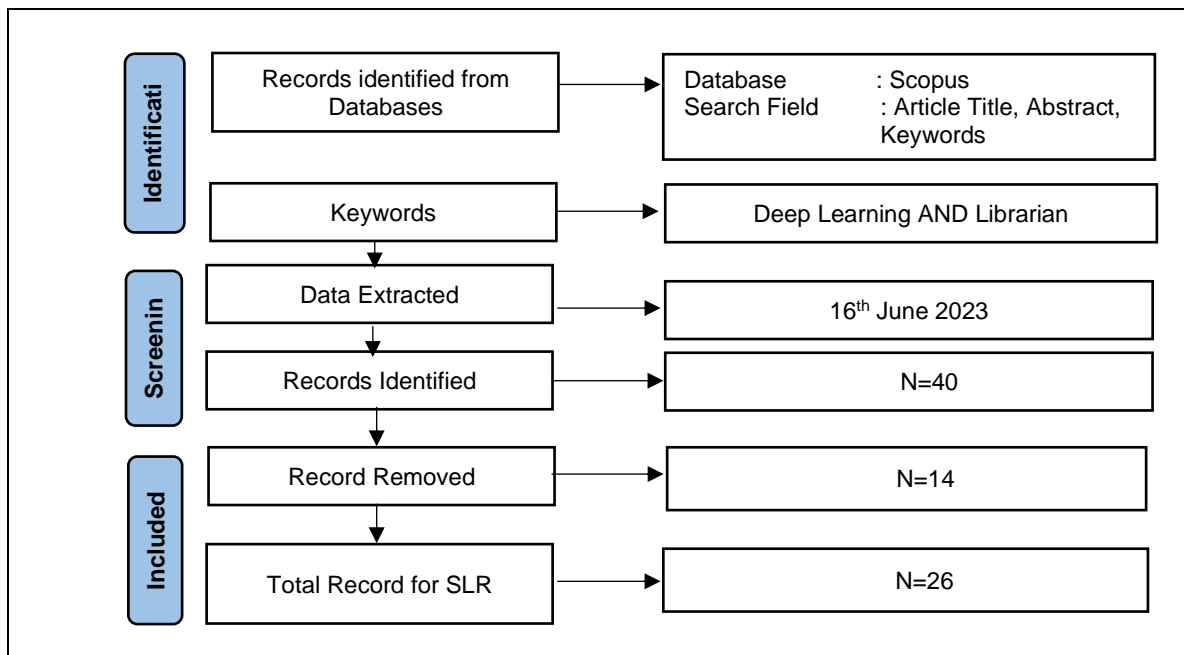 Identificati
Records identified from
Databases
Database : Scopus
Search Field : Article Title, Abstract,
Keywords
Keywords
Deep Learning AND Librarian
Screenin
Data Extracted
16th June 2023
Records Identified
N=40
Included
Record Removed
N=14
Total Record for SLR
N=26